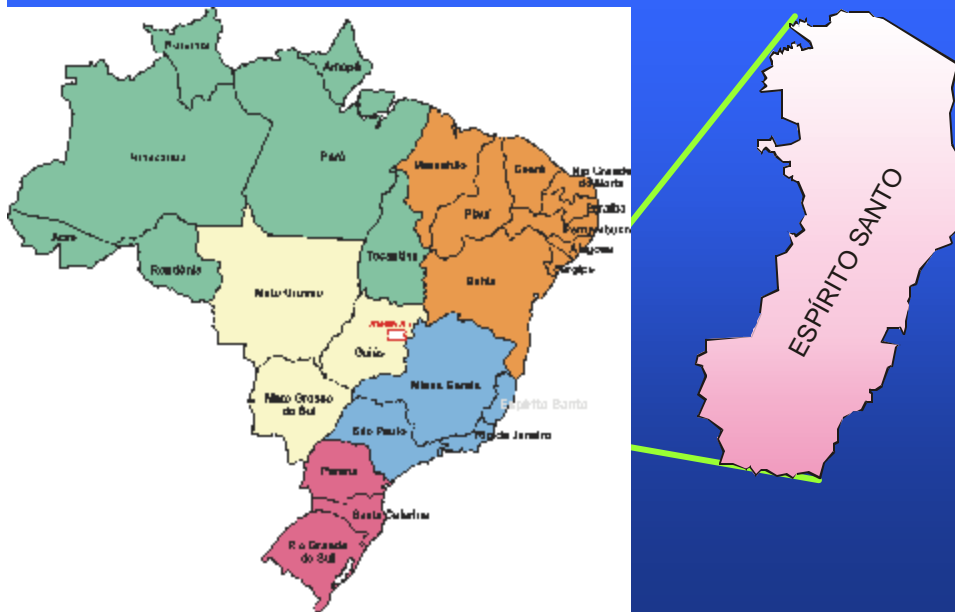 Roraima
Amapá
Amazonas
Pará
Maranhão
Ceará
Rio Grande
do Norte
Paraíba
Piauí
Pernambuco
Alagoas
Sergipe
Acre
Rondônia
Tocantins
Bahia
Mato Grosso
Goiás
Minas Gerais
Espírito Santo
Mato Grosso
do Sul
São Paulo
Rio de Janeiro
Paraná
Santa Catarina
Rio Grande
do Sul
ESPÍRITO SANTO